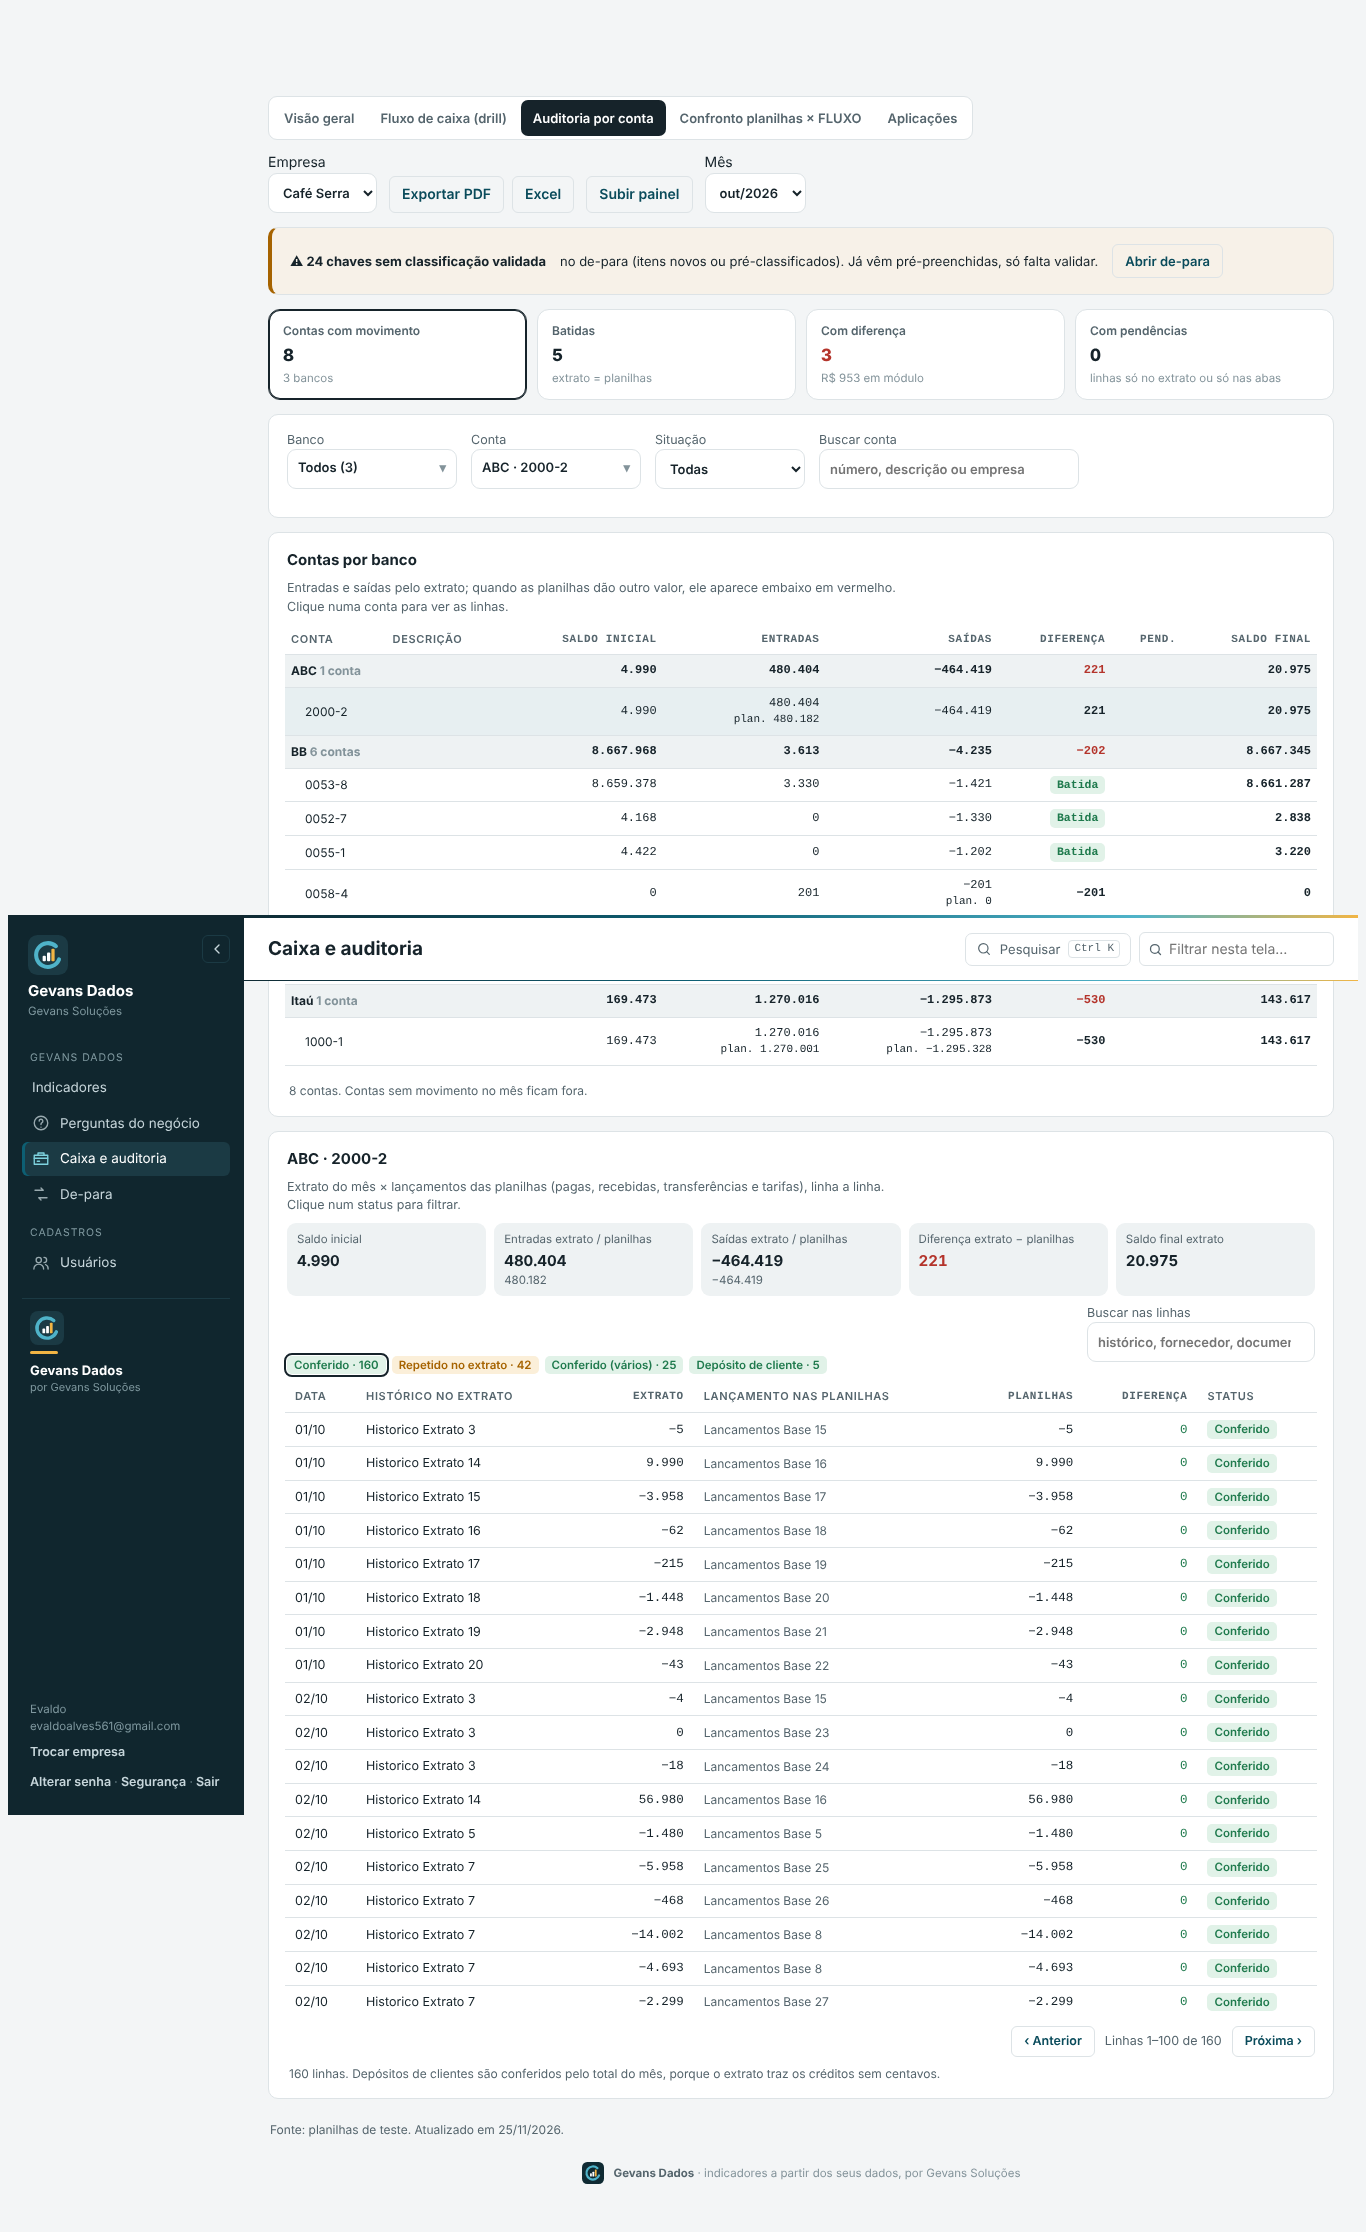 Visão geral Fluxo de caixa (drill) Auditoria por conta Confronto planilhas × FLUXO Aplicações
Empresa Mês
Café Serra Exportar PDF Excel Subir painel out/2026
⚠ 24 chaves sem classificação validada no de-para (itens novos ou pré-classificados). Já vêm pré-preenchidas, só falta validar. Abrir de-para
Contas com movimento Batidas Com diferença Com pendências
8 5 3 0
3 bancos extrato = planilhas R$ 953 em módulo linhas só no extrato ou só nas abas
Banco Conta Situação Buscar conta
Todos (3) ▾ ABC · 2000-2 ▾ Todas número, descrição ou empresa
Contas por banco
Entradas e saídas pelo extrato; quando as planilhas dão outro valor, ele aparece embaixo em vermelho.
Clique numa conta para ver as linhas.
CONTA DESCRIÇÃO SALDO INICIAL ENTRADAS SAÍDAS DIFERENÇA PEND. SALDO FINAL
ABC 1 conta 4.990 480.404 −464.419 221 20.975
2000-2 4.990 480.404 −464.419 221 20.975
plan. 480.182
BB 6 contas 8.667.968 3.613 −4.235 −202 8.667.345
0053-8 8.659.378 3.330 −1.421 Batida 8.661.287
0052-7 4.168 0 −1.330 Batida 2.838
0055-1 4.422 0 −1.202 Batida 3.220
0058-4 0 201 −201 −201 0
plan. 0
Caixa e auditoria Pesquisar Ctrl K Filtrar nesta tela...
Itaú 1 conta 169.473 1.270.016 −1.295.873 −530 143.617
1000-1 169.473 1.270.016 −1.295.873 −530 143.617
plan. 1.270.001 plan. −1.295.328
8 contas. Contas sem movimento no mês ficam fora.
Gevans Dados
Gevans Soluções
GEVANS DADOS
Indicadores
Perguntas do negócio
Caixa e auditoria
De-para
CADASTROS
Usuários
Gevans Dados
por Gevans Soluções
Evaldo
evaldoalves561@gmail.com
Trocar empresa
Alterar senha · Segurança · Sair
ABC · 2000-2
Extrato do mês × lançamentos das planilhas (pagas, recebidas, transferências e tarifas), linha a linha.
Clique num status para filtrar.
Saldo inicial Entradas extrato / planilhas Saídas extrato / planilhas Diferença extrato − planilhas Saldo final extrato
4.990 480.404 −464.419 221 20.975
480.182 −464.419
Buscar nas linhas
histórico, fornecedor, documer
Conferido · 160 Repetido no extrato · 42 Conferido (vários) · 25 Depósito de cliente · 5
DATA HISTÓRICO NO EXTRATO EXTRATO LANÇAMENTO NAS PLANILHAS PLANILHAS DIFERENÇA STATUS
01/10 Historico Extrato 3 −5 Lancamentos Base 15 −5 0 Conferido
01/10 Historico Extrato 14 9.990 Lancamentos Base 16 9.990 0 Conferido
01/10 Historico Extrato 15 −3.958 Lancamentos Base 17 −3.958 0 Conferido
01/10 Historico Extrato 16 −62 Lancamentos Base 18 −62 0 Conferido
01/10 Historico Extrato 17 −215 Lancamentos Base 19 −215 0 Conferido
01/10 Historico Extrato 18 −1.448 Lancamentos Base 20 −1.448 0 Conferido
01/10 Historico Extrato 19 −2.948 Lancamentos Base 21 −2.948 0 Conferido
01/10 Historico Extrato 20 −43 Lancamentos Base 22 −43 0 Conferido
02/10 Historico Extrato 3 −4 Lancamentos Base 15 −4 0 Conferido
02/10 Historico Extrato 3 0 Lancamentos Base 23 0 0 Conferido
02/10 Historico Extrato 3 −18 Lancamentos Base 24 −18 0 Conferido
02/10 Historico Extrato 14 56.980 Lancamentos Base 16 56.980 0 Conferido
02/10 Historico Extrato 5 −1.480 Lancamentos Base 5 −1.480 0 Conferido
02/10 Historico Extrato 7 −5.958 Lancamentos Base 25 −5.958 0 Conferido
02/10 Historico Extrato 7 −468 Lancamentos Base 26 −468 0 Conferido
02/10 Historico Extrato 7 −14.002 Lancamentos Base 8 −14.002 0 Conferido
02/10 Historico Extrato 7 −4.693 Lancamentos Base 8 −4.693 0 Conferido
02/10 Historico Extrato 7 −2.299 Lancamentos Base 27 −2.299 0 Conferido
‹ Anterior Linhas 1–100 de 160 Próxima ›
160 linhas. Depósitos de clientes são conferidos pelo total do mês, porque o extrato traz os créditos sem centavos.
Fonte: planilhas de teste. Atualizado em 25/11/2026.
Gevans Dados · indicadores a partir dos seus dados, por Gevans Soluções